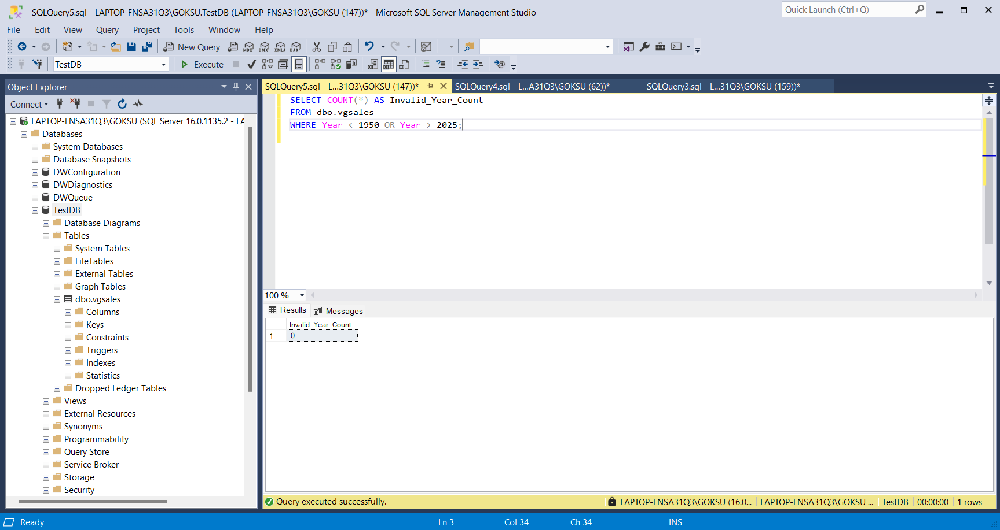 SQLQuery5.sql - LAPTOP-FNSA31Q3\GOKSU.TestDB (LAPTOP-FNSA31Q3\GOKSU (147))* - Microsoft SQL Server Management Studio
Quick Launch (Ctrl+Q)
File Edit View Query Project Tools Window Help
New Query MDX DMX XMLA DAX
TestDB Execute
Object Explorer
SQLQuery5.sql - L...31Q3\GOKSU (147))* SQLQuery4.sql - L...A31Q3\GOKSU (62))* SQLQuery3.sql - L...31Q3\GOKSU (159))*
Connect
LAPTOP-FNSA31Q3\GOKSU (SQL Server 16.0.1135.2 - LA
Databases
System Databases
Database Snapshots
DWConfiguration
DWDiagnostics
DWQueue
TestDB
Database Diagrams
Tables
System Tables
FileTables
External Tables
Graph Tables
dbo.vgsales
Columns
Keys
Constraints
Triggers
Indexes
Statistics
Dropped Ledger Tables
Views
External Resources
Synonyms
Programmability
Query Store
Service Broker
Storage
Security
SELECT COUNT(*) AS Invalid_Year_Count
FROM dbo.vgsales
WHERE Year < 1950 OR Year > 2025;
100 %
Results Messages
Invalid_Year_Count
1 0
Query executed successfully. LAPTOP-FNSA31Q3\GOKSU (16.0... LAPTOP-FNSA31Q3\GOKSU ... TestDB 00:00:00 1 rows
Ready Ln 3 Col 34 Ch 34 INS